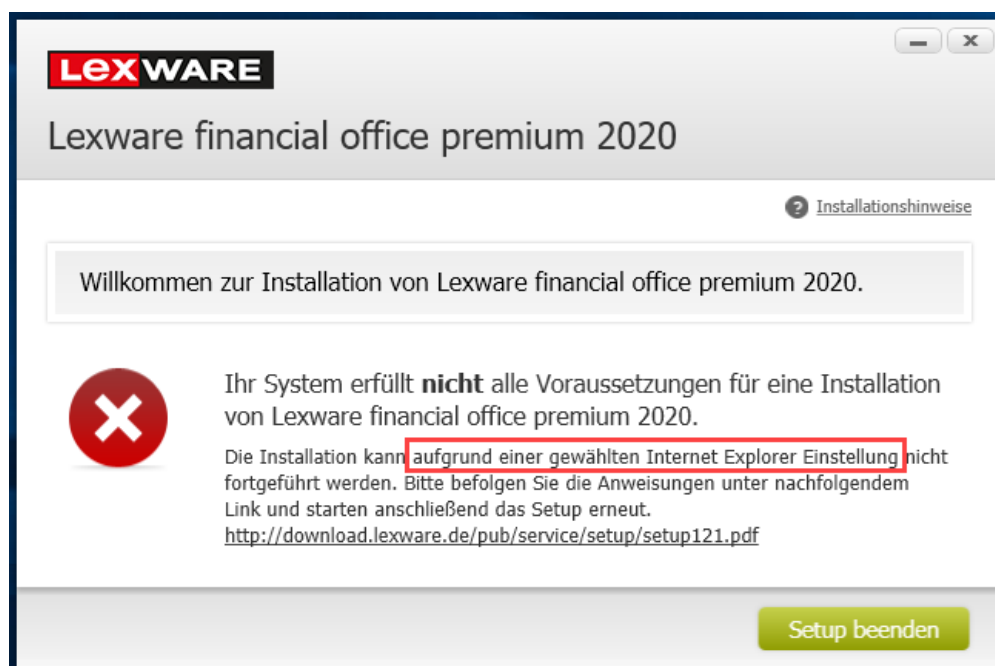 LEXWARE
Lexware financial office premium 2020
? Installationshinweise
Willkommen zur Installation von Lexware financial office premium 2020.
Ihr System erfüllt nicht alle Voraussetzungen für eine Installation
von Lexware financial office premium 2020.
Die Installation kann aufgrund einer gewählten Internet Explorer Einstellung nicht
fortgeführt werden. Bitte befolgen Sie die Anweisungen unter nachfolgendem
Link und starten anschließend das Setup erneut.
http://download.lexware.de/pub/service/setup/setup121.pdf
Setup beenden